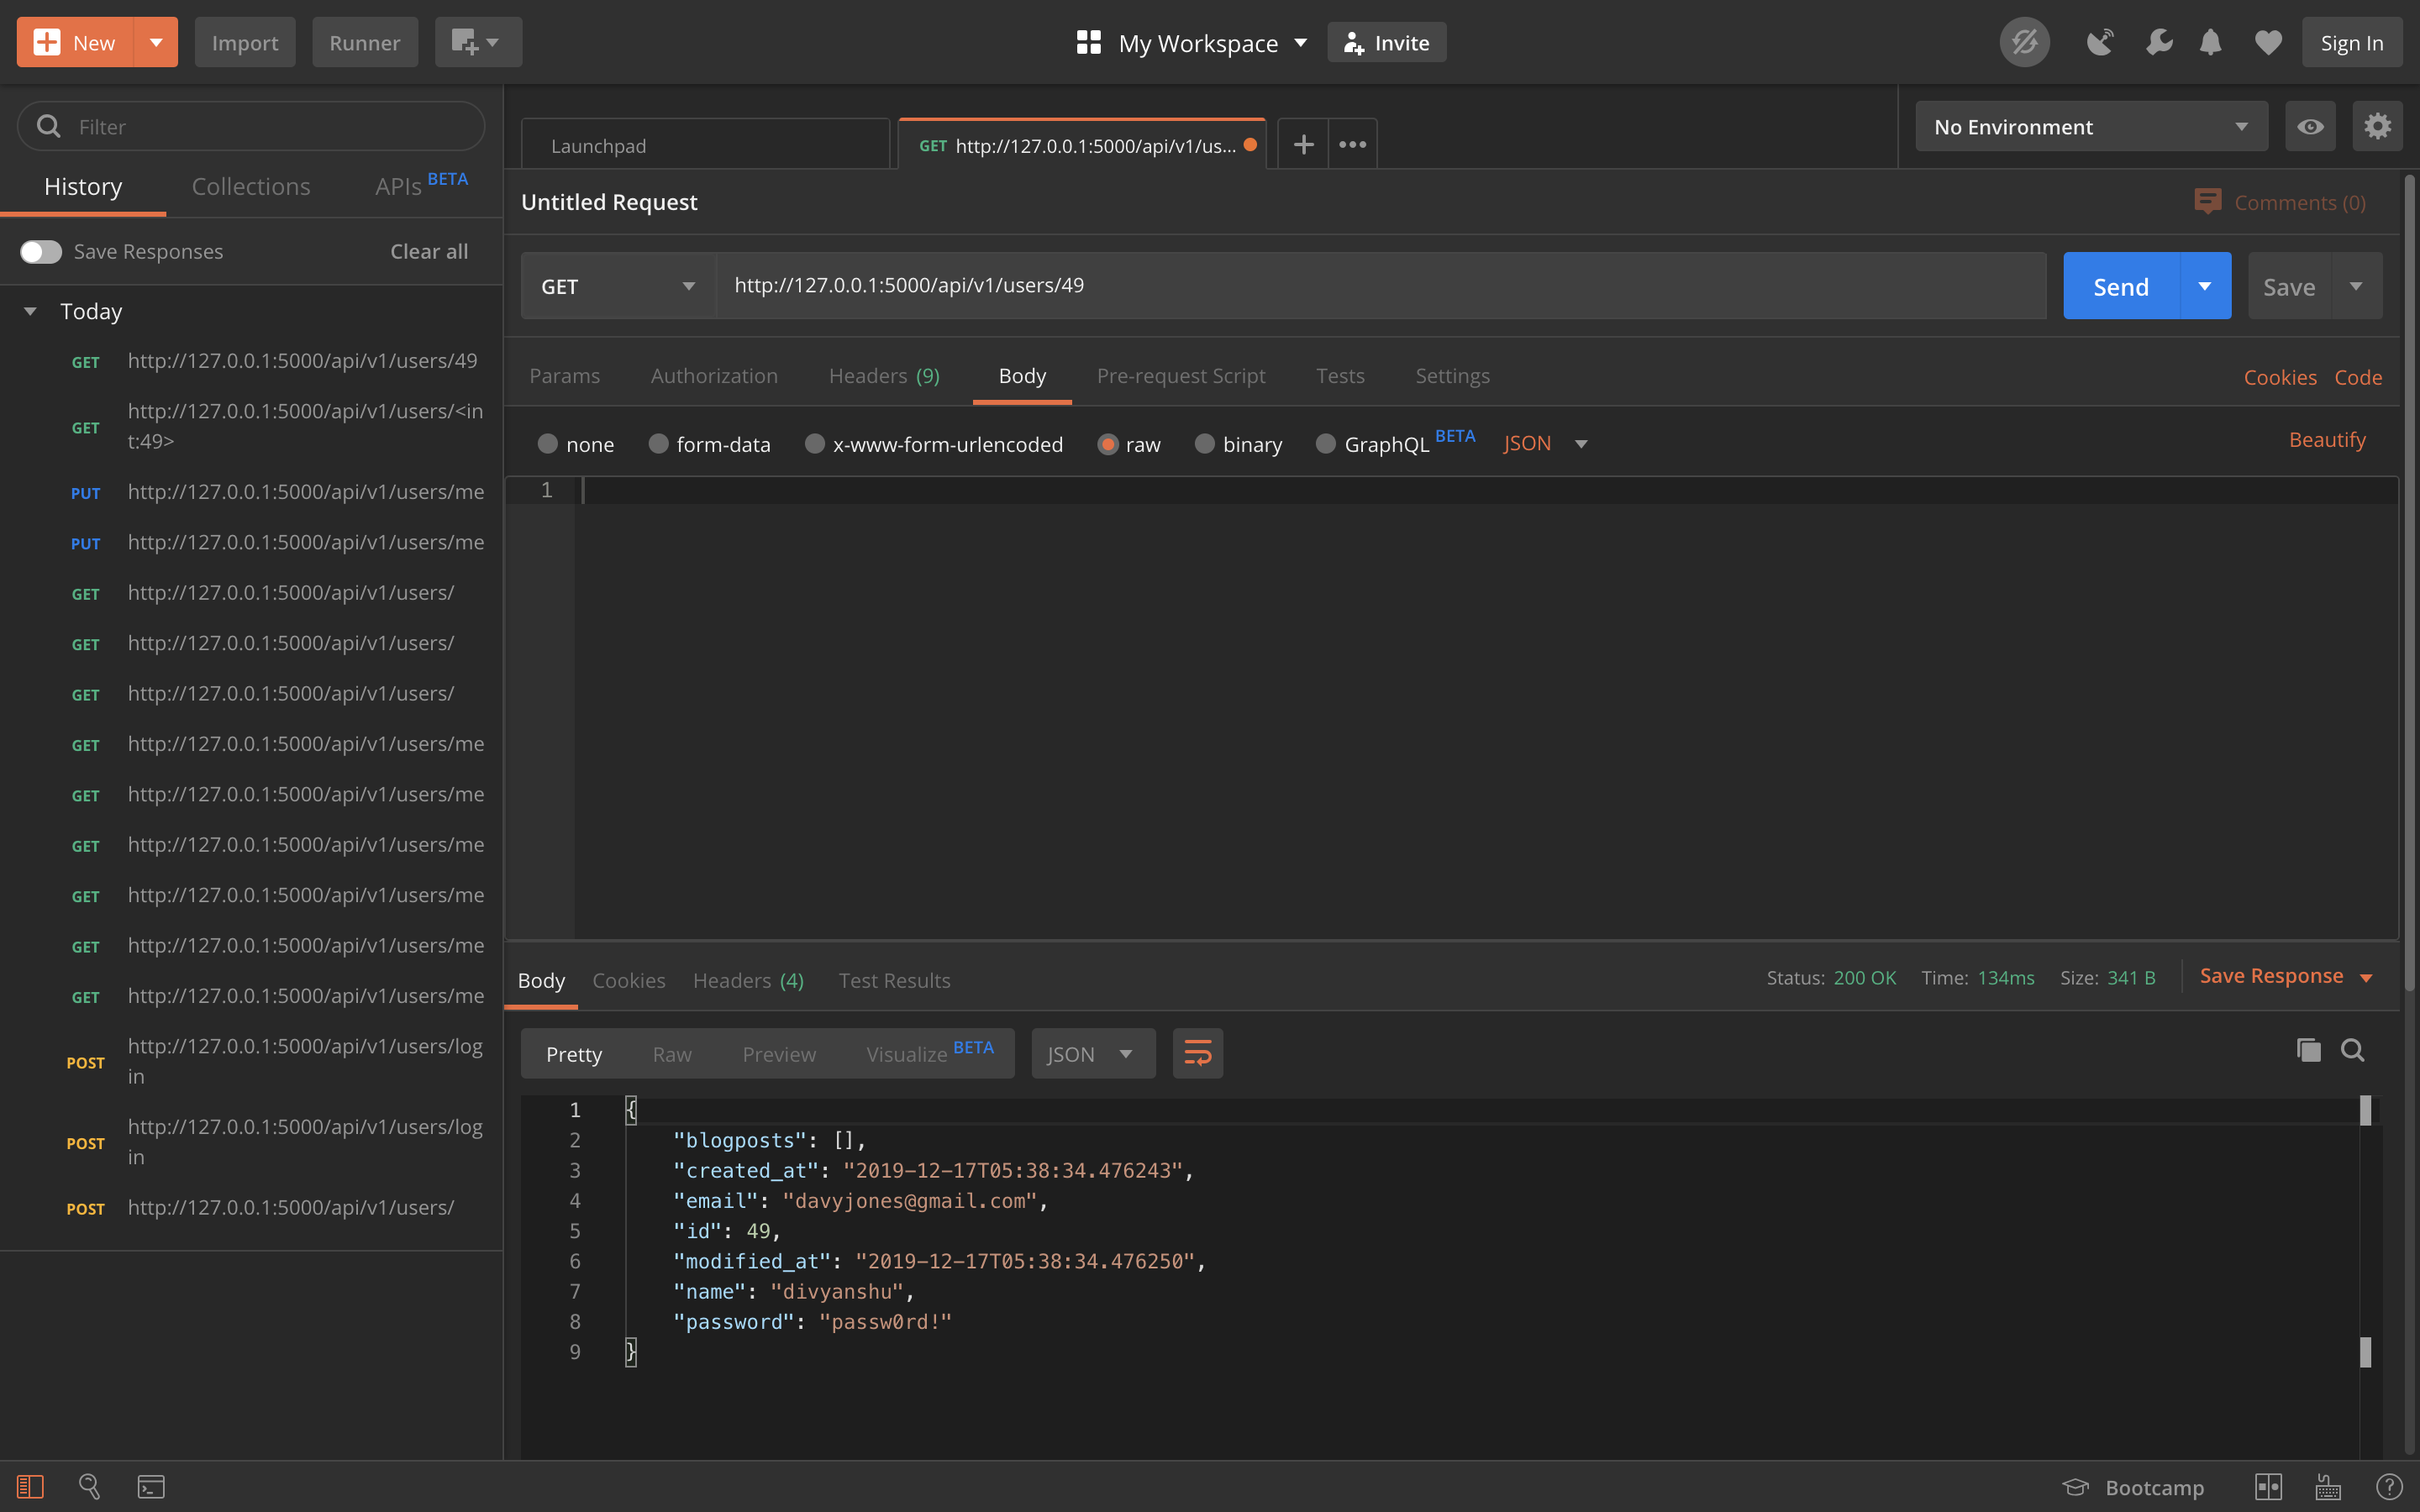 New
Import
Runner
My Workspace
Invite
Sign In
Filter
History
Collections
APIs BETA
Save Responses
Clear all
Today
GET http://127.0.0.1:5000/api/v1/users/49
GET http://127.0.0.1:5000/api/v1/users/<in
t:49>
PUT http://127.0.0.1:5000/api/v1/users/me
PUT http://127.0.0.1:5000/api/v1/users/me
GET http://127.0.0.1:5000/api/v1/users/
GET http://127.0.0.1:5000/api/v1/users/
GET http://127.0.0.1:5000/api/v1/users/
GET http://127.0.0.1:5000/api/v1/users/me
GET http://127.0.0.1:5000/api/v1/users/me
GET http://127.0.0.1:5000/api/v1/users/me
GET http://127.0.0.1:5000/api/v1/users/me
GET http://127.0.0.1:5000/api/v1/users/me
GET http://127.0.0.1:5000/api/v1/users/me
POST http://127.0.0.1:5000/api/v1/users/log
in
POST http://127.0.0.1:5000/api/v1/users/log
in
POST http://127.0.0.1:5000/api/v1/users/
Launchpad
GET http://127.0.0.1:5000/api/v1/us...
No Environment
Untitled Request
Comments (0)
GET
http://127.0.0.1:5000/api/v1/users/49
Send
Save
Params
Authorization
Headers (9)
Body
Pre-request Script
Tests
Settings
Cookies
Code
none
form-data
x-www-form-urlencoded
raw
binary
GraphQL BETA
JSON
Beautify
1
Body
Cookies
Headers (4)
Test Results
Status: 200 OK
Time: 134ms
Size: 341 B
Save Response
Pretty
Raw
Preview
Visualize BETA
JSON
1 {
2 "blogposts": [],
3 "created_at": "2019-12-17T05:38:34.476243",
4 "email": "davyjones@gmail.com",
5 "id": 49,
6 "modified_at": "2019-12-17T05:38:34.476250",
7 "name": "divyanshu",
8 "password": "passw0rd!"
9 }
Bootcamp